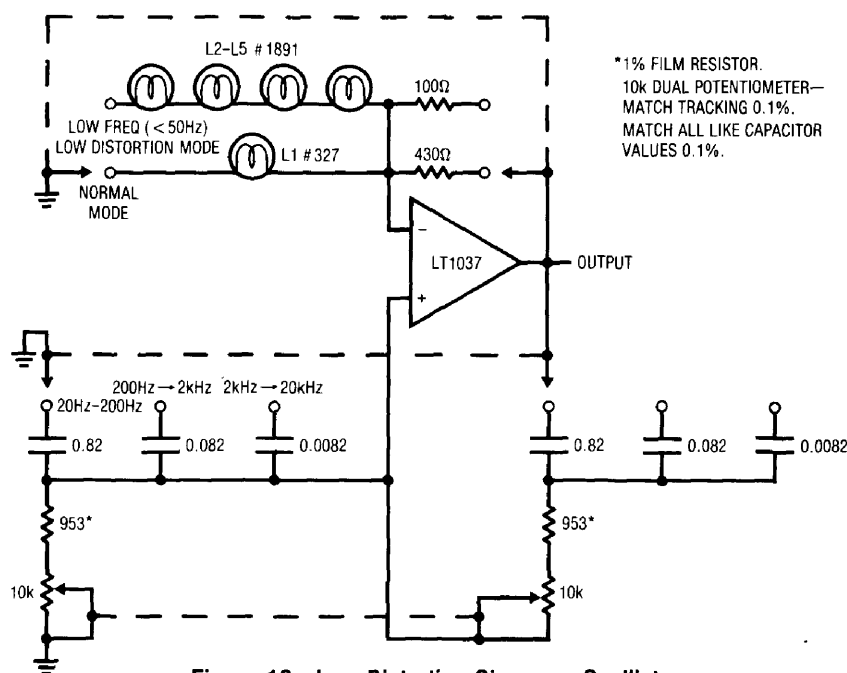 L2–L5 # 1891
*1% FILM RESISTOR.
10k DUAL POTENTIOMETER—
MATCH TRACKING 0.1%.
MATCH ALL LIKE CAPACITOR
VALUES 0.1%.
100Ω
LOW FREQ (<50Hz)
LOW DISTORTION MODE
L1 # 327
430Ω
NORMAL
MODE
−
LT1037
OUTPUT
+
200Hz→2kHz
2kHz→20kHz
20Hz–200Hz
0.82
0.082
0.0082
0.82
0.082
0.0082
953*
953*
10k
10k